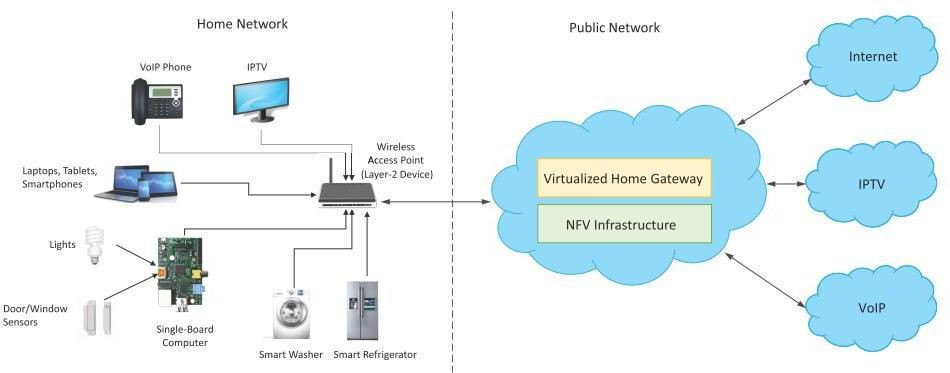 Home Network
Public Network
VoIP Phone
IPTV
Wireless
Access Point
(Layer-2 Device)
Laptops, Tablets,
Smartphones
Lights
Door/Window
Sensors
Single-Board
Computer
Smart Washer
Smart Refrigerator
Virtualized Home Gateway
NFV Infrastructure
Internet
IPTV
VoIP